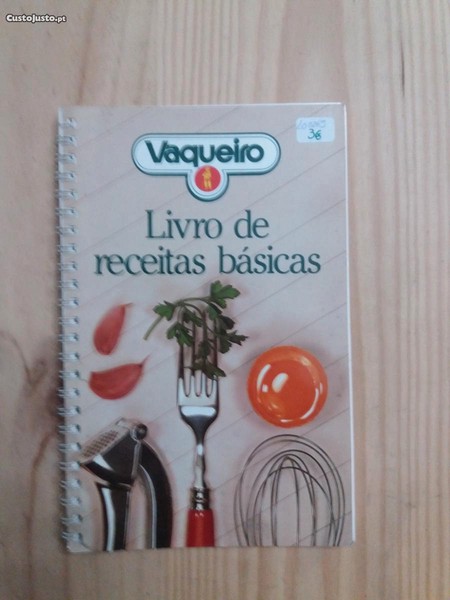 CustoJusto.pt
Vaqueiro
Livro de
receitas básicas
36